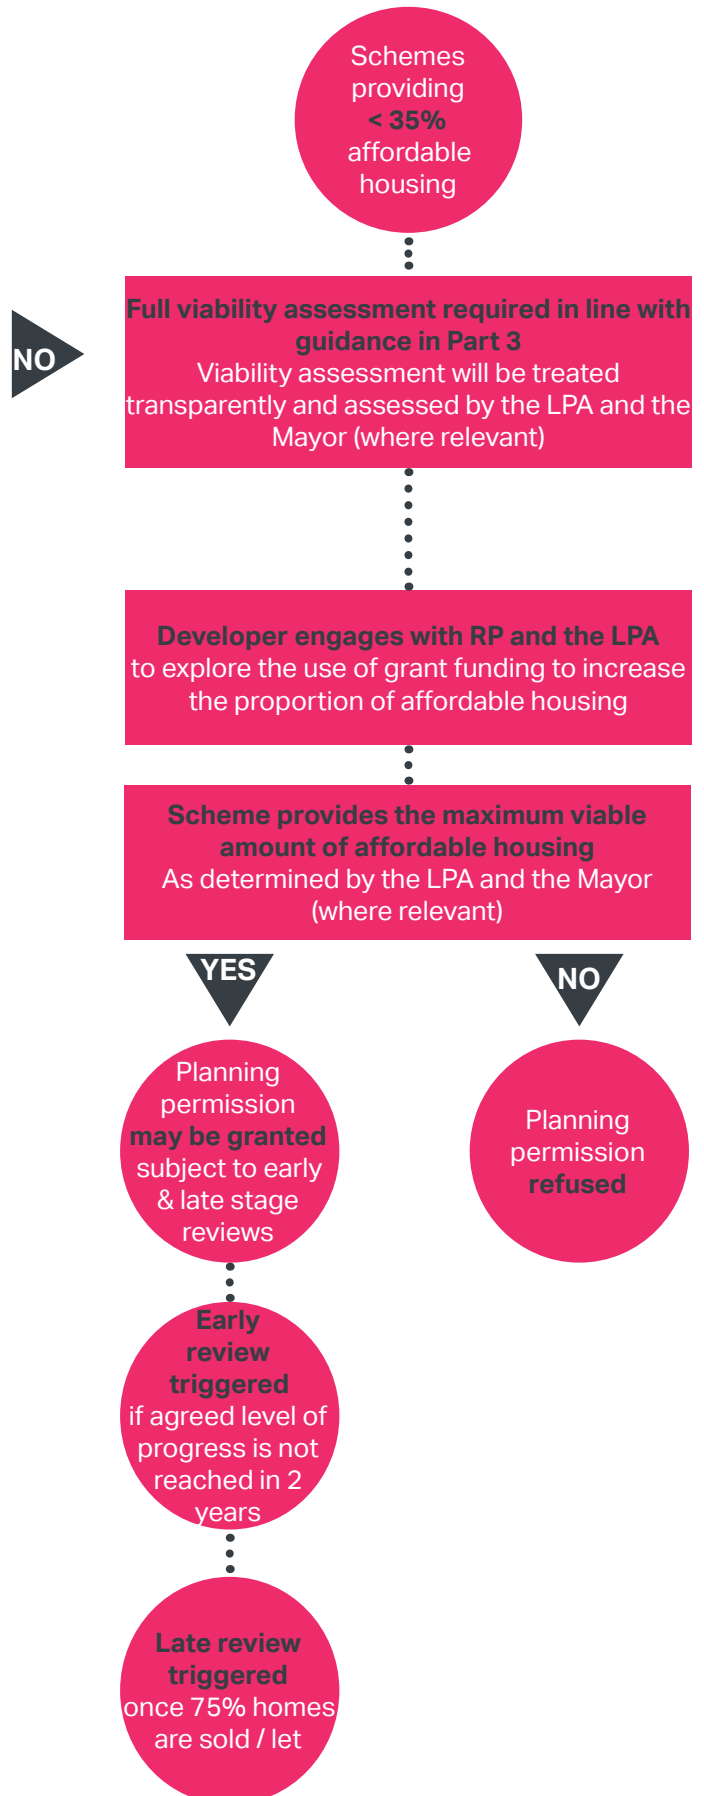 Schemes
providing
< 35%
affordable
housing
NO
Full viability assessment required in line with
guidance in Part 3
Viability assessment will be treated
transparently and assessed by the LPA and the
Mayor (where relevant)
Developer engages with RP and the LPA
to explore the use of grant funding to increase
the proportion of affordable housing
Scheme provides the maximum viable
amount of affordable housing
As determined by the LPA and the Mayor
(where relevant)
YES
NO
Planning
permission
may be granted
subject to early
& late stage
reviews
Planning
permission
refused
Early
review
triggered
if agreed level of
progress is not
reached in 2
years
Late review
triggered
once 75% homes
are sold / let